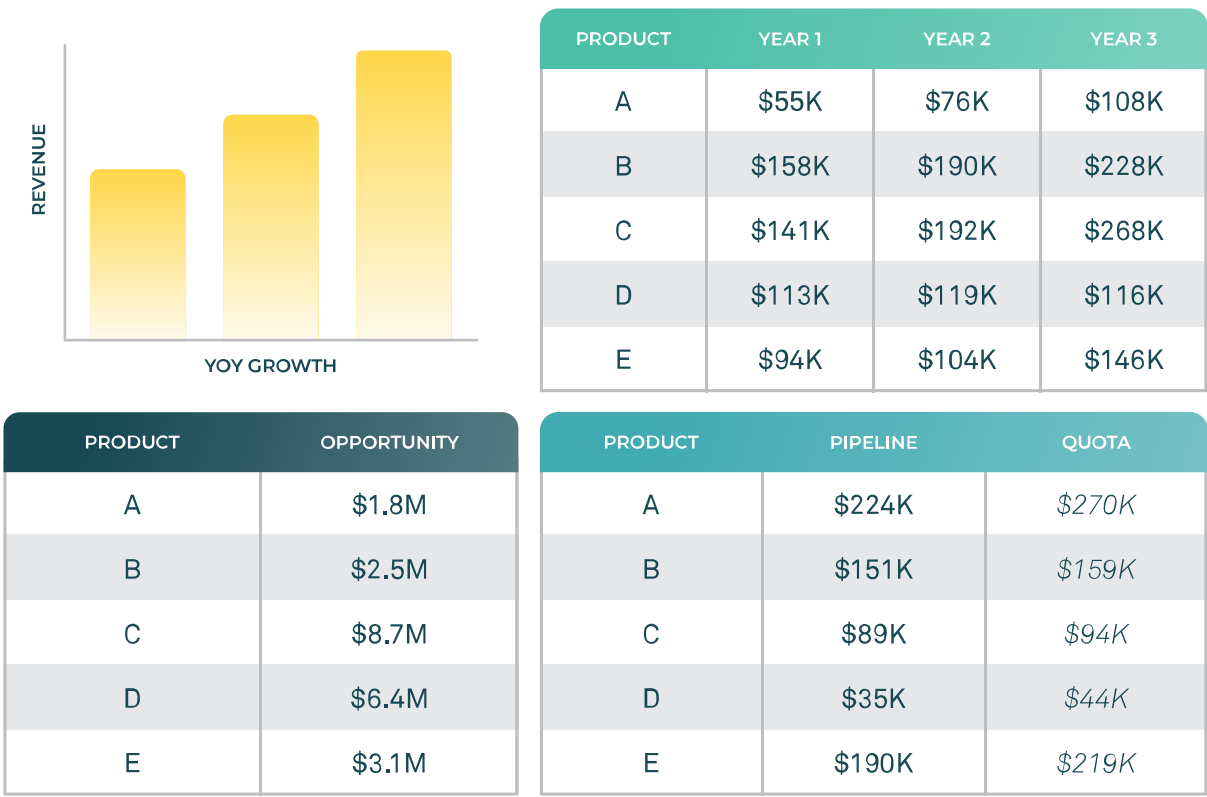 REVENUE
YOY GROWTH
PRODUCT YEAR 1 YEAR 2 YEAR 3
A $55K $76K $108K
B $158K $190K $228K
C $141K $192K $268K
D $113K $119K $116K
E $94K $104K $146K
PRODUCT OPPORTUNITY
A $1.8M
B $2.5M
C $8.7M
D $6.4M
E $3.1M
PRODUCT PIPELINE QUOTA
A $224K $270K
B $151K $159K
C $89K $94K
D $35K $44K
E $190K $219K